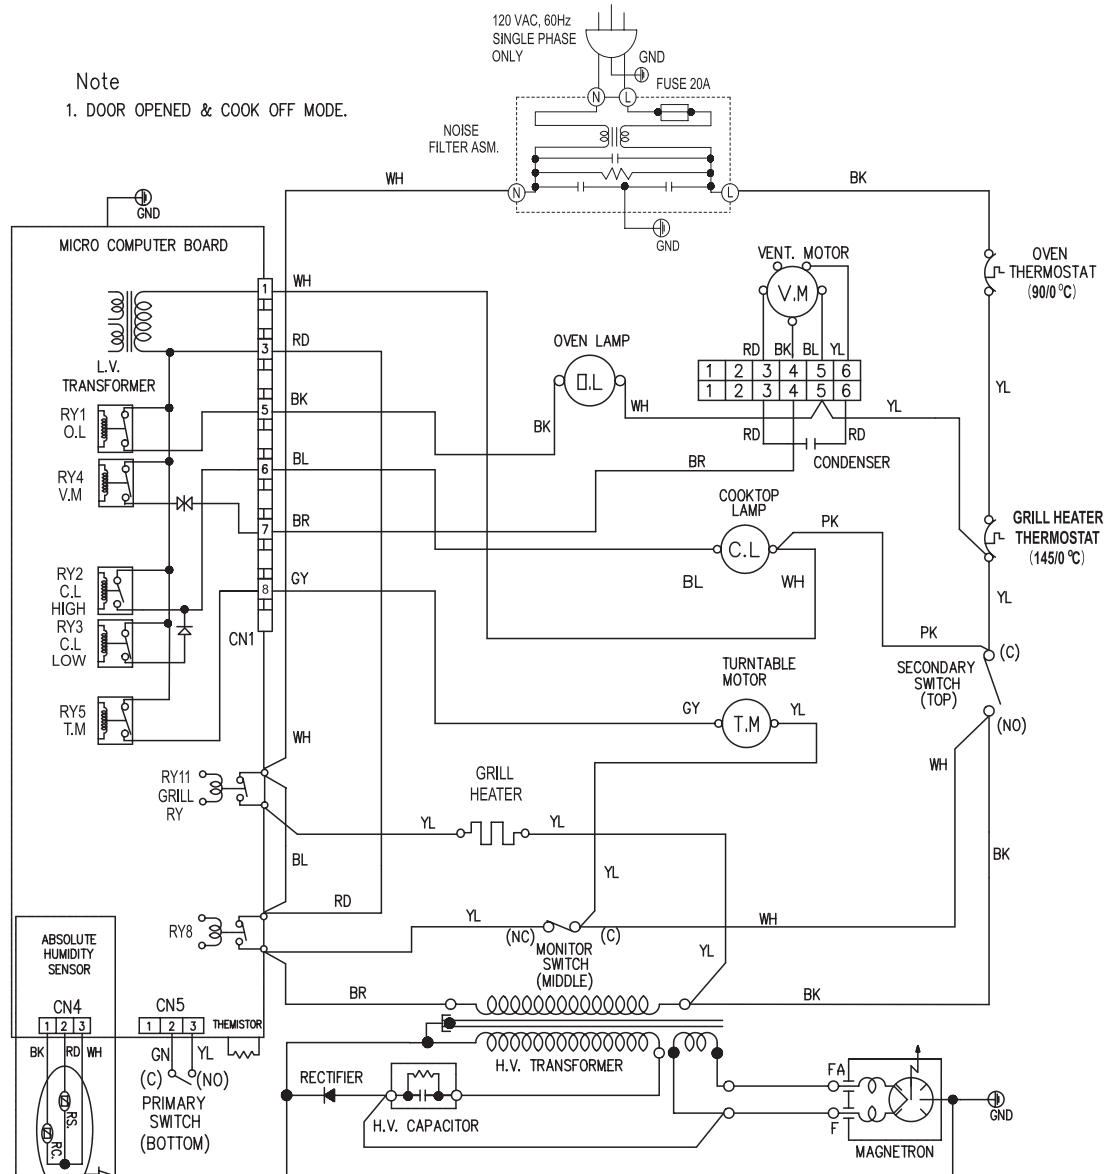 120 VAC, 60Hz
SINGLE PHASE
ONLY
GND
FUSE 20A
N
L
Note
1. DOOR OPENED & COOK OFF MODE.
NOISE
FILTER ASM.
WH
N
L
BK
GND
GND
MICRO COMPUTER BOARD
VENT. MOTOR
V.M
OVEN
THERMOSTAT
(90/0 °C)
1
WH
L.V.
TRANSFORMER
3
RD
OVEN LAMP
O.L
RD
BK
BL
YL
1 2 3 4 5 6
1 2 3 4 5 6
YL
RY1
O.L
5
BK
BK
WH
YL
RD
RD
CONDENSER
RY4
V.M
6
BL
BR
COOKTOP
LAMP
C.L
7
BR
PK
GRILL HEATER
THERMOSTAT
(145/0 °C)
BL
WH
RY2
C.L
HIGH
8
GY
YL
RY3
C.L
LOW
CN1
PK
(C)
SECONDARY
SWITCH
(TOP)
(NO)
TURNTABLE
MOTOR
GY
T.M
YL
RY5
T.M
WH
WH
RY11
GRILL
RY
GRILL
HEATER
YL
YL
BL
YL
BK
RD
RY8
YL
(NC)
(C)
WH
MONITOR
SWITCH
(MIDDLE)
YL
ABSOLUTE
HUMIDITY
SENSOR
BR
BK
CN4
1 2 3
CN5
1 2 3
THEMISTOR
BK
RD
WH
GN
YL
(C)
(NO)
PRIMARY
SWITCH
(BOTTOM)
RS.
RC.
H.V. TRANSFORMER
RECTIFIER
H.V. CAPACITOR
FA
F
MAGNETRON
GND